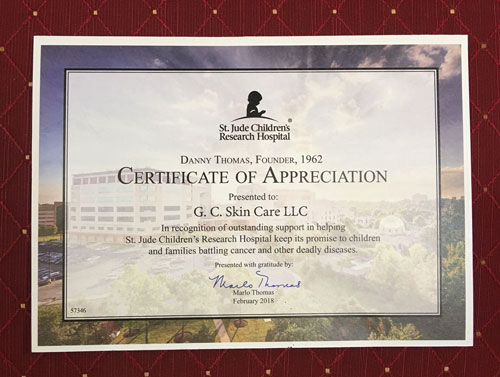 St. Jude Children's
Research Hospital
®
Danny Thomas, Founder, 1962
Certificate of Appreciation
Presented to:
G. C. Skin Care LLC
In recognition of outstanding support in helping
St. Jude Children's Research Hospital keep its promise to children
and families battling cancer and other deadly diseases.
Presented with gratitude by:
Marlo Thomas
Marlo Thomas
February 2018
57346